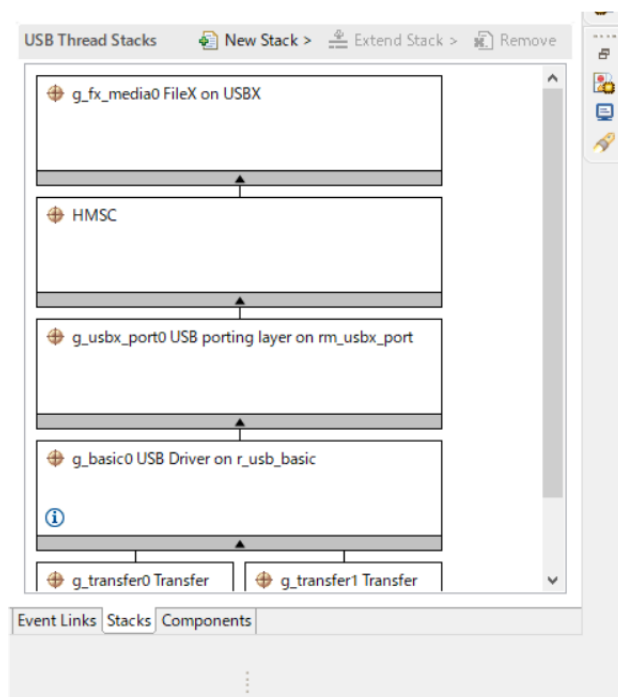 USB Thread Stacks New Stack > Extend Stack > Remove
g_fx_media0 FileX on USBX
HMSC
g_usbx_port0 USB porting layer on rm_usbx_port
g_basic0 USB Driver on r_usb_basic
g_transfer0 Transfer g_transfer1 Transfer
Event Links Stacks Components